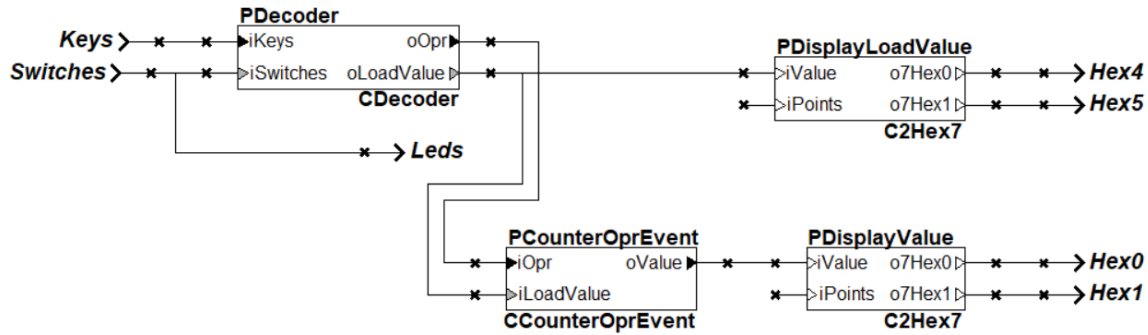 PDecoder
Keys iKeys oOpr
Switches iSwitches oLoadValue
CDecoder
Leds
PDisplayLoadValue
iValue o7Hex0 Hex4
iPoints o7Hex1 Hex5
C2Hex7
PCounterOprEvent
iOpr oValue
iLoadValue
CCounterOprEvent
PDisplayValue
iValue o7Hex0 Hex0
iPoints o7Hex1 Hex1
C2Hex7